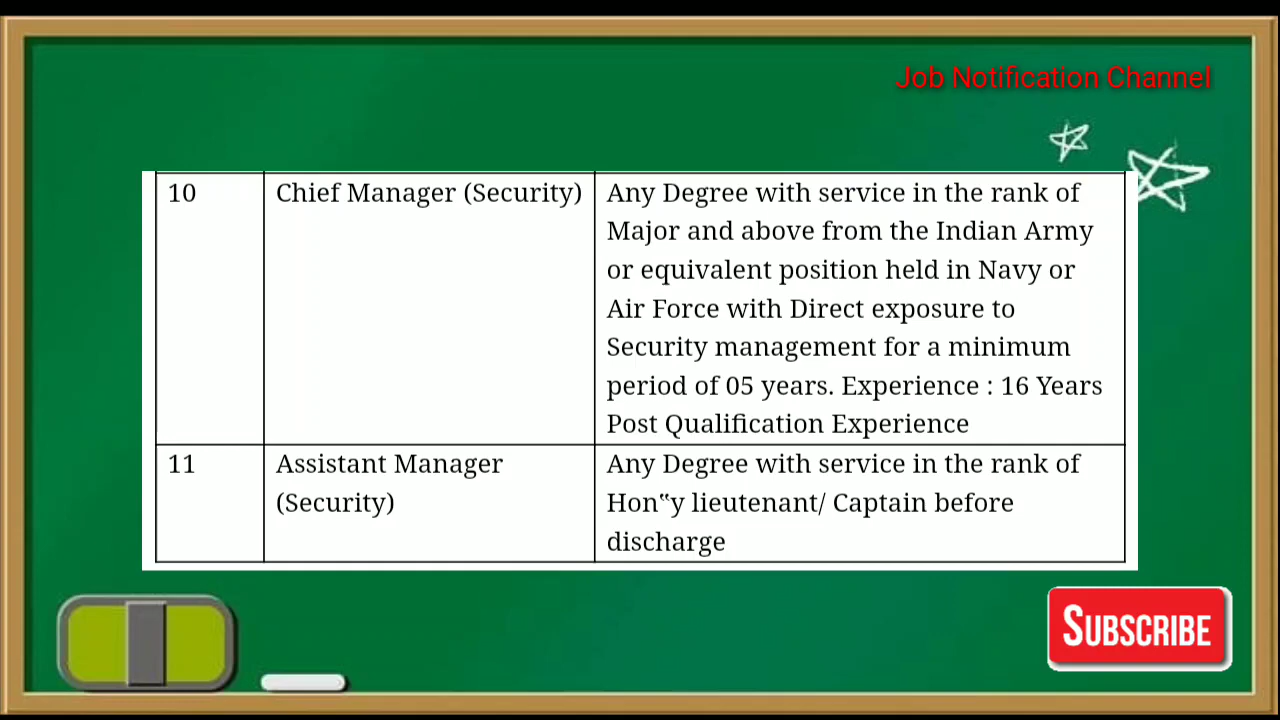 Job Notification Channel
10
Chief Manager (Security)
Any Degree with service in the rank of
Major and above from the Indian Army
or equivalent position held in Navy or
Air Force with Direct exposure to
Security management for a minimum
period of 05 years. Experience : 16 Years
Post Qualification Experience
11
Assistant Manager
(Security)
Any Degree with service in the rank of
Hon‟y lieutenant/ Captain before
discharge
SUBSCRIBE